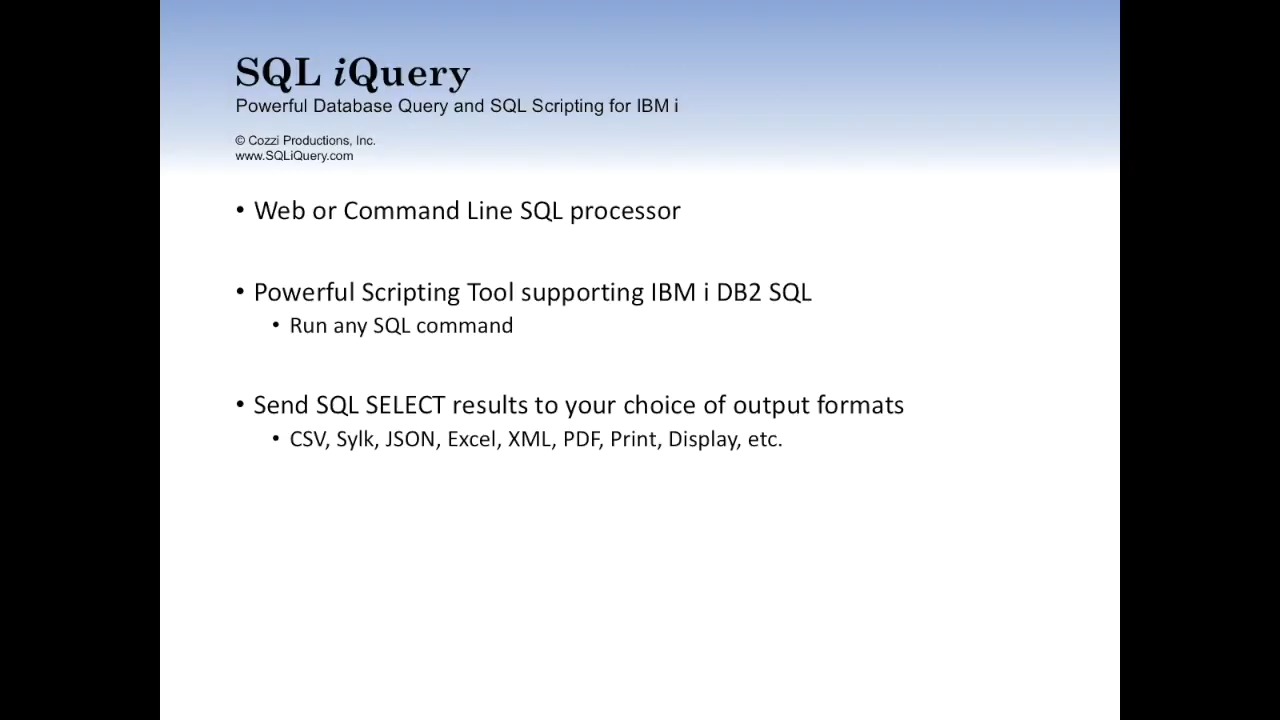 SQL iQuery
Powerful Database Query and SQL Scripting for IBM i
© Cozzi Productions, Inc.
www.SQLiQuery.com
• Web or Command Line SQL processor
• Powerful Scripting Tool supporting IBM i DB2 SQL
• Run any SQL command
• Send SQL SELECT results to your choice of output formats
• CSV, Sylk, JSON, Excel, XML, PDF, Print, Display, etc.